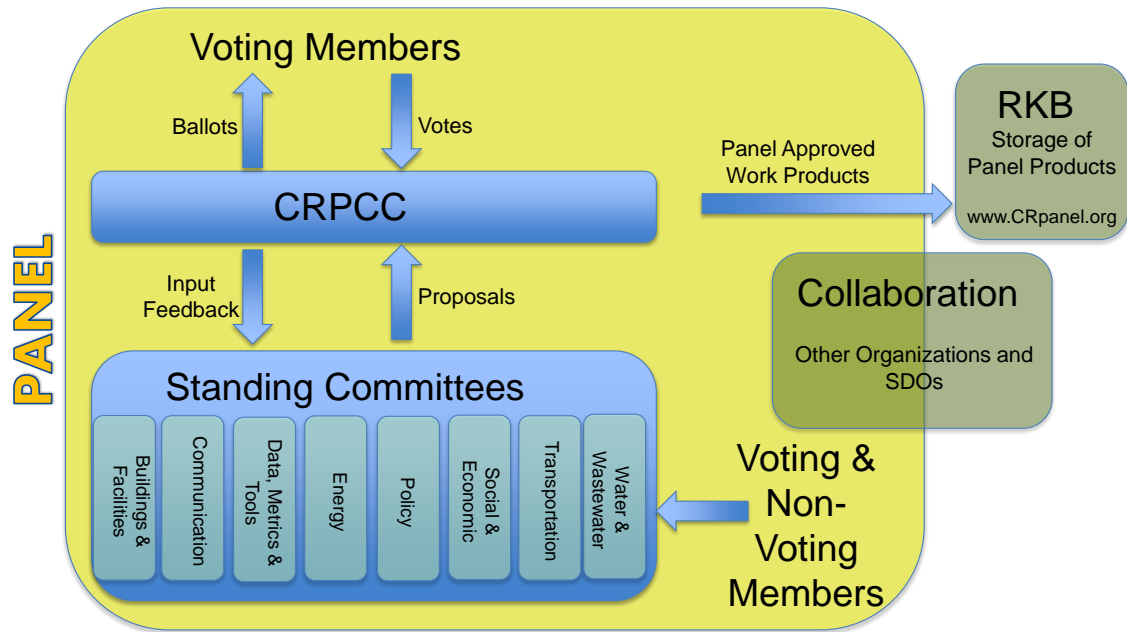 Voting Members
Ballots
Votes
CRPCC
Panel Approved
Work Products
RKB
Storage of
Panel Products
www.CRpanel.org
PANEL
Input
Feedback
Proposals
Collaboration
Other Organizations and
SDOs
Standing Committees
Buildings &
Facilities
Communication
Data, Metrics &
Tools
Energy
Policy
Social &
Economic
Transportation
Water &
Wastewater
Voting &
Non-
Voting
Members